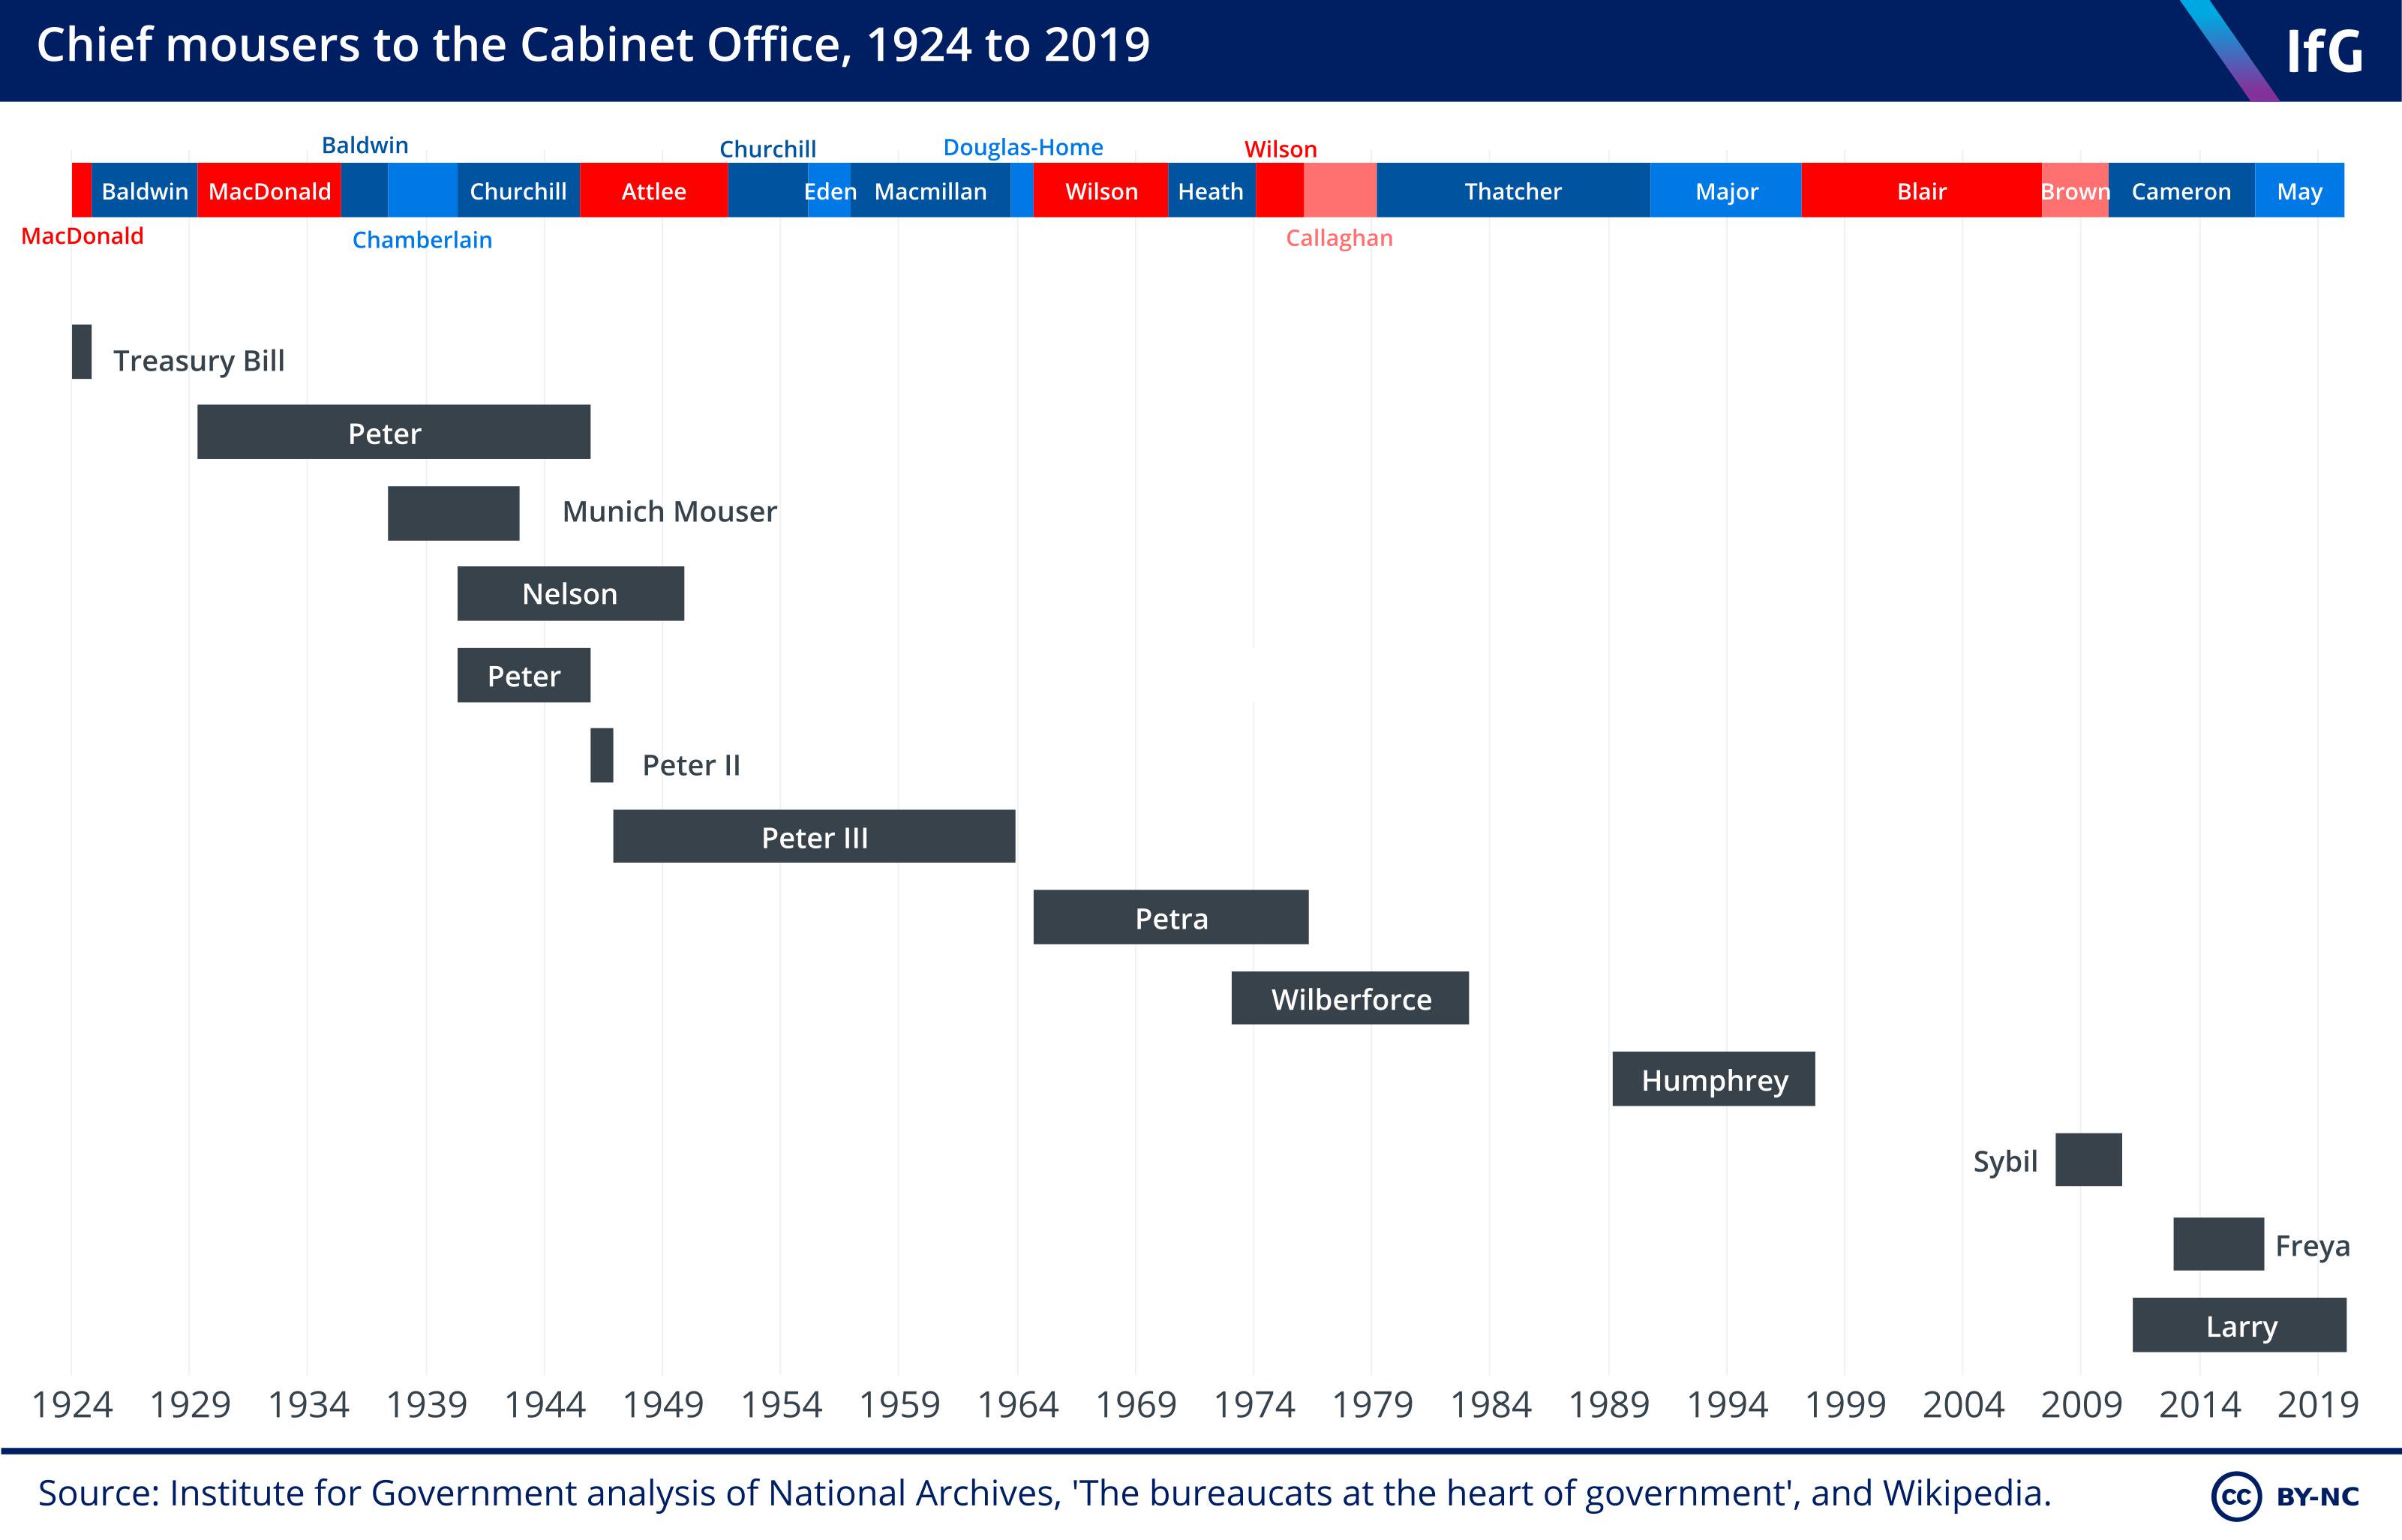 Chief mousers to the Cabinet Office, 1924 to 2019
IfG
Baldwin
Churchill
Douglas-Home
Wilson
Baldwin
MacDonald
Churchill
Attlee
Eden
Macmillan
Wilson
Heath
Thatcher
Major
Blair
Brown
Cameron
May
MacDonald
Chamberlain
Callaghan
Treasury Bill
Peter
Munich Mouser
Nelson
Peter
Peter II
Peter III
Petra
Wilberforce
Humphrey
Sybil
Freya
Larry
1924 1929 1934 1939 1944 1949 1954 1959 1964 1969 1974 1979 1984 1989 1994 1999 2004 2009 2014 2019
Source: Institute for Government analysis of National Archives, 'The bureaucats at the heart of government', and Wikipedia.
cc BY-NC